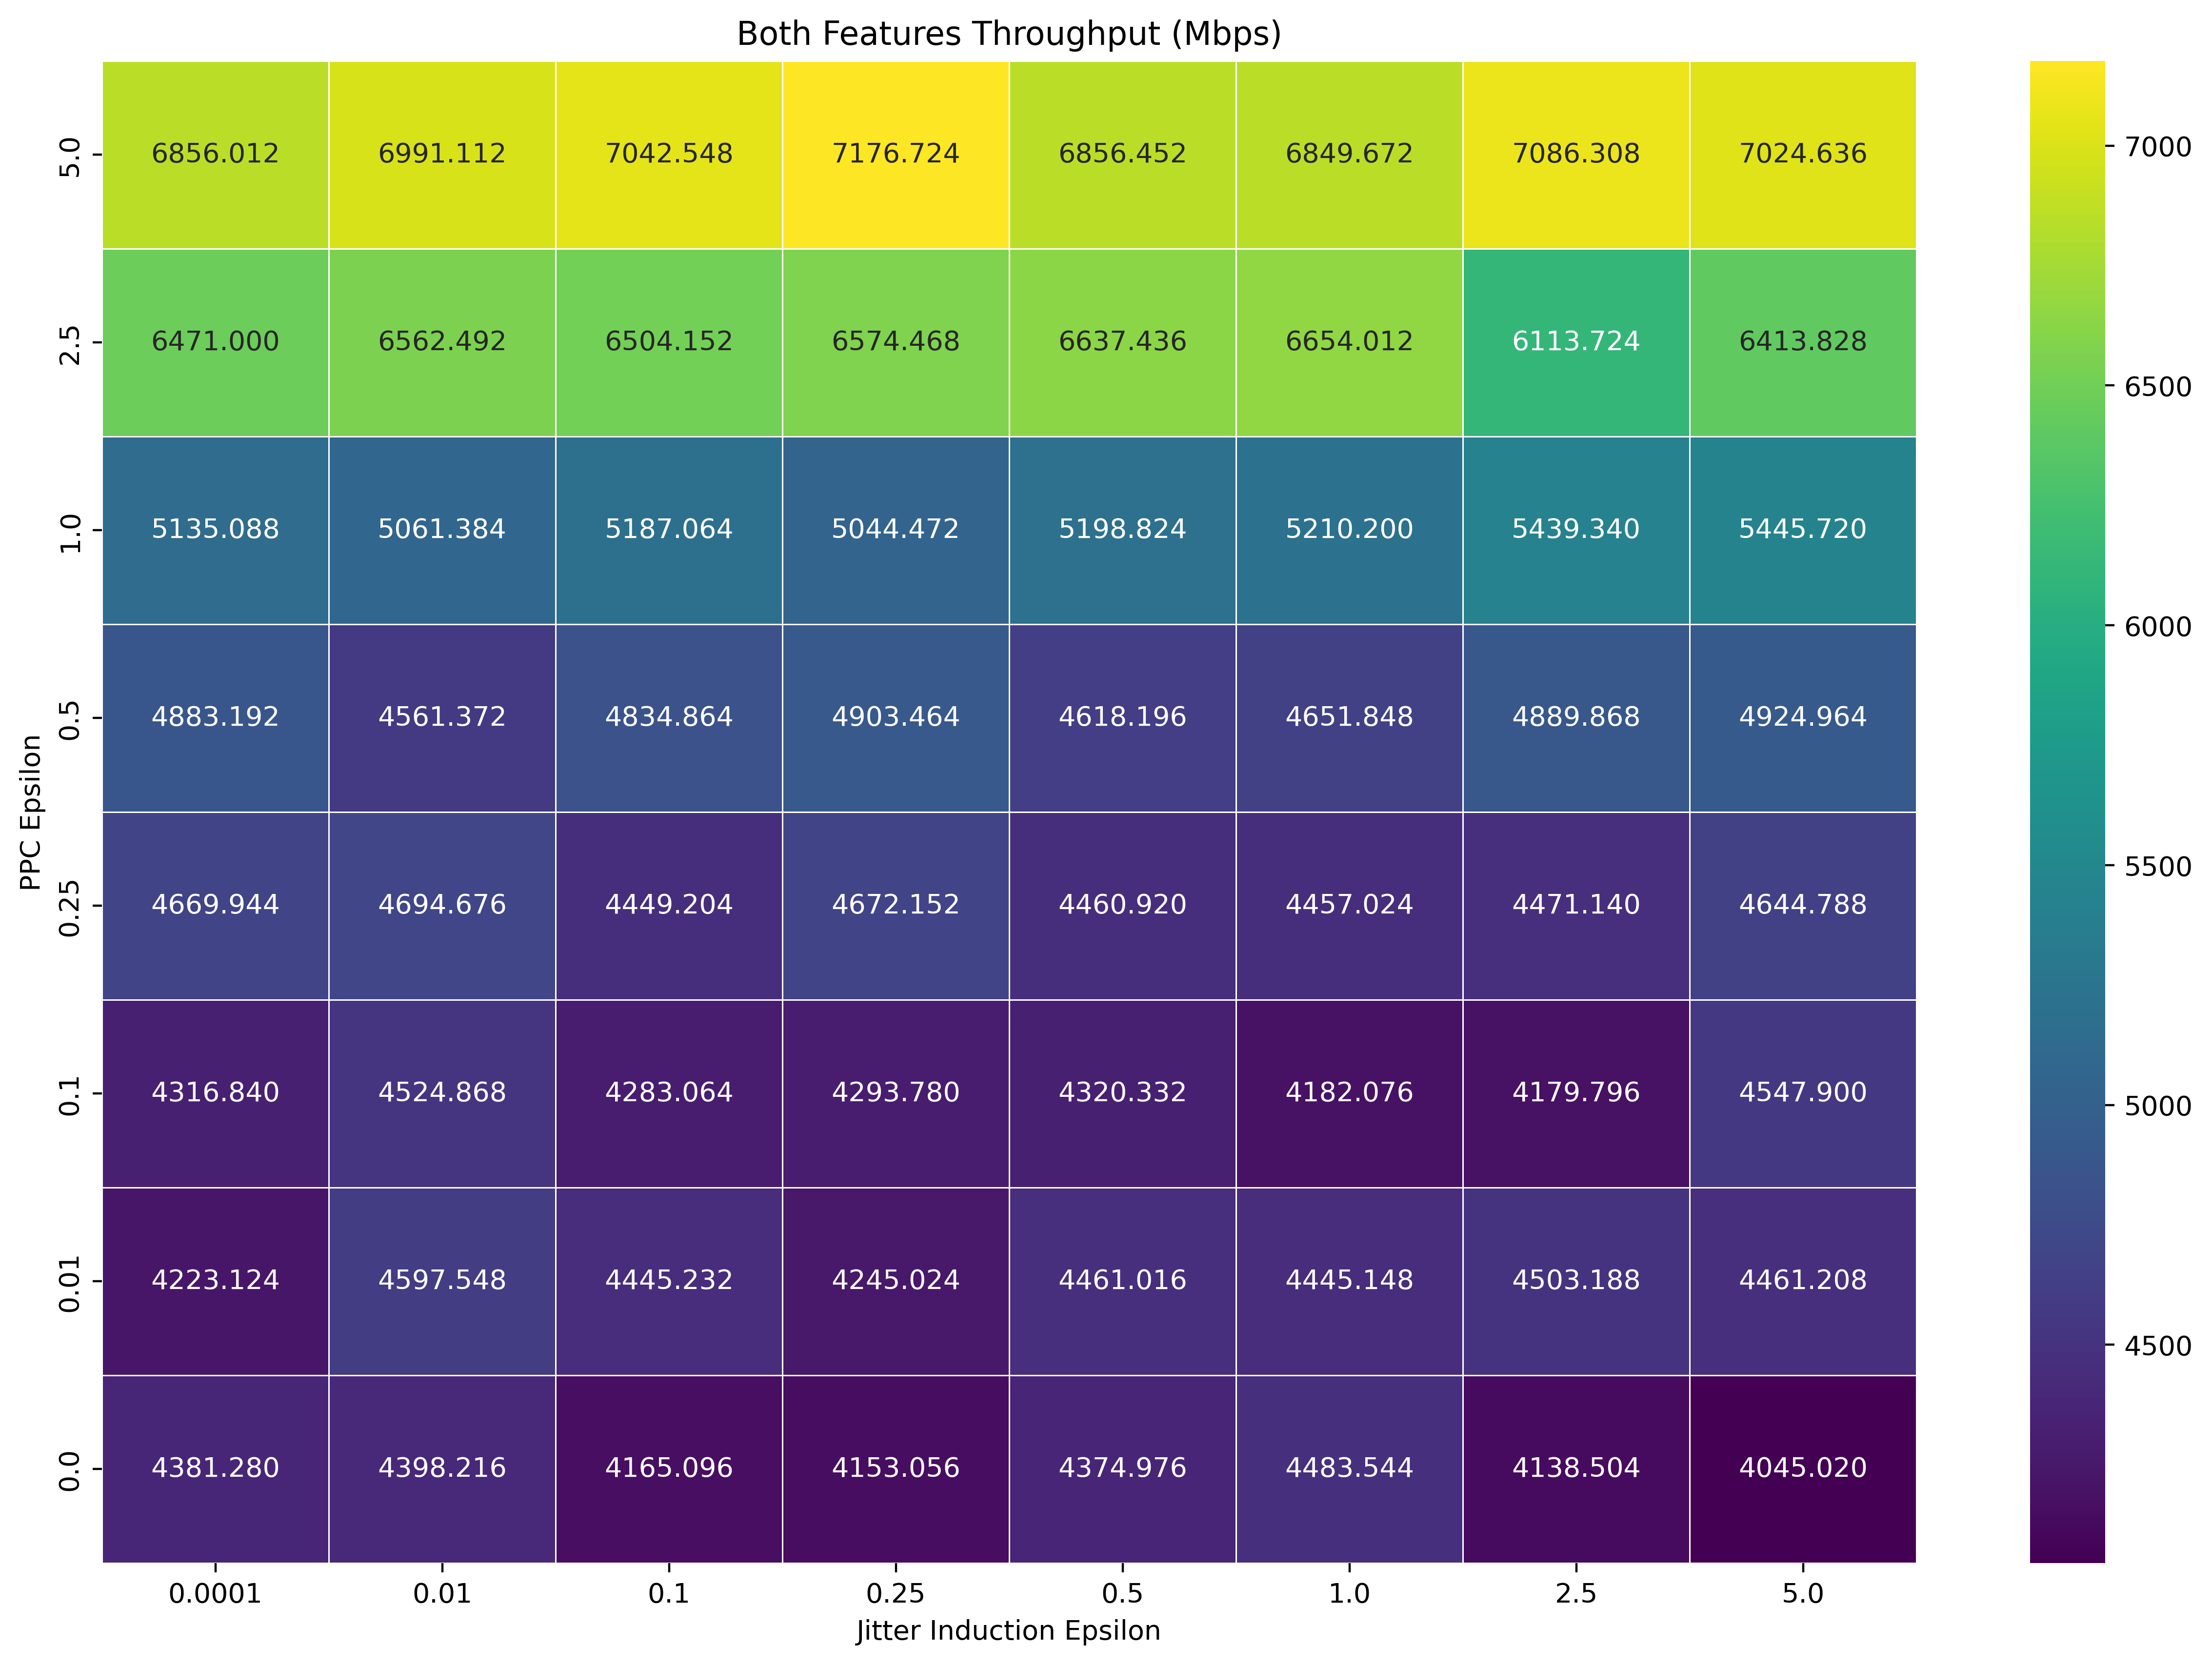 Both Features Throughput (Mbps)
PPC Epsilon
5.0 6856.012 6991.112 7042.548 7176.724 6856.452 6849.672 7086.308 7024.636
2.5 6471.000 6562.492 6504.152 6574.468 6637.436 6654.012 6113.724 6413.828
1.0 5135.088 5061.384 5187.064 5044.472 5198.824 5210.200 5439.340 5445.720
0.5 4883.192 4561.372 4834.864 4903.464 4618.196 4651.848 4889.868 4924.964
0.25 4669.944 4694.676 4449.204 4672.152 4460.920 4457.024 4471.140 4644.788
0.1 4316.840 4524.868 4283.064 4293.780 4320.332 4182.076 4179.796 4547.900
0.01 4223.124 4597.548 4445.232 4245.024 4461.016 4445.148 4503.188 4461.208
0.0 4381.280 4398.216 4165.096 4153.056 4374.976 4483.544 4138.504 4045.020
0.0001 0.01 0.1 0.25 0.5 1.0 2.5 5.0
Jitter Induction Epsilon
7000
6500
6000
5500
5000
4500